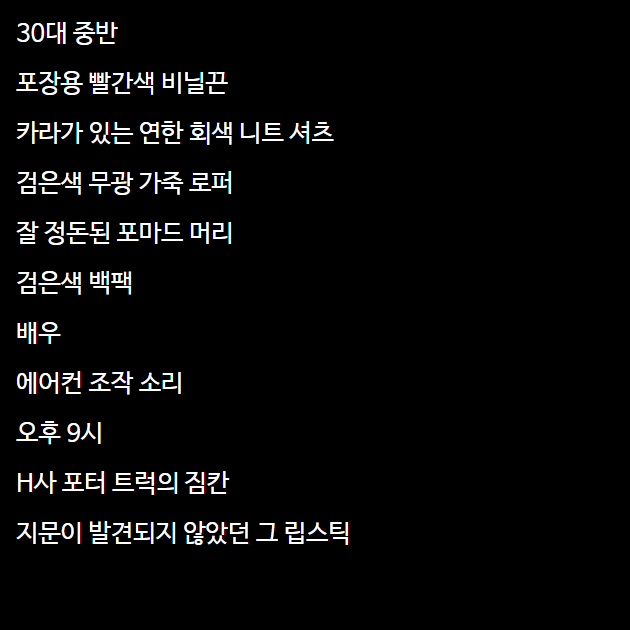 30대 중반
포장용 빨간색 비닐끈
카라가 있는 연한 회색 니트 셔츠
검은색 무광 가죽 로퍼
잘 정돈된 포마드 머리
검은색 백팩
배우
에어컨 조작 소리
오후 9시
H사 포터 트럭의 짐칸
지문이 발견되지 않았던 그 립스틱